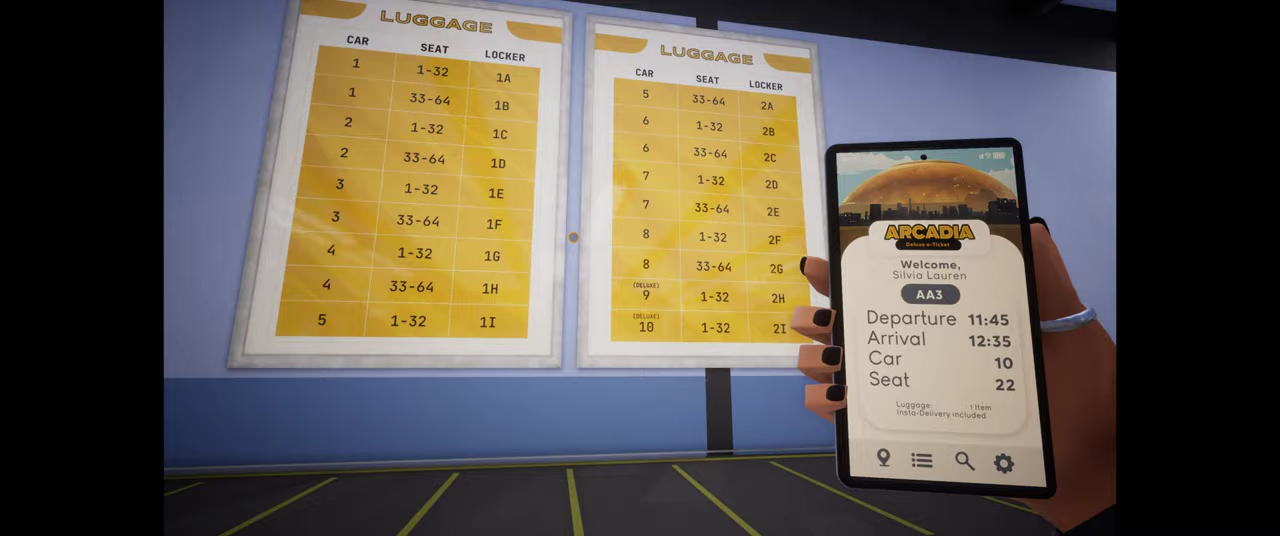 LUGGAGE
CAR SEAT LOCKER
1 1-32 1A
1 33-64 1B
2 1-32 1C
2 33-64 1D
3 1-32 1E
3 33-64 1F
4 1-32 1G
4 33-64 1H
5 1-32 1I
LUGGAGE
CAR SEAT LOCKER
5 33-64 2A
6 1-32 2B
6 33-64 2C
7 1-32 2D
7 33-64 2E
8 1-32 2F
8 33-64 2G
(DELUXE)
9 1-32 2H
(DELUXE)
10 1-32 2I
ARCADIA
Deluxe e-Ticket
Welcome,
Silvia Lauren
AA3
Departure 11:45
Arrival 12:35
Car 10
Seat 22
Luggage: 1 Item
Insta-Delivery included